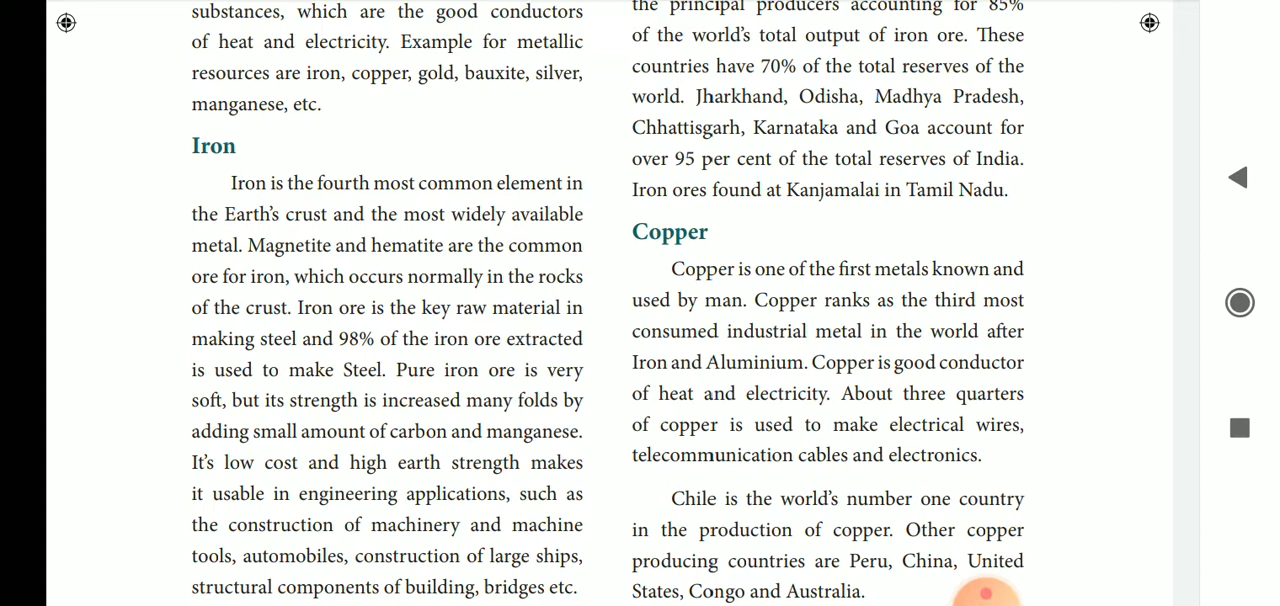 substances, which are the good conductors
of heat and electricity. Example for metallic
resources are iron, copper, gold, bauxite, silver,
manganese, etc.
Iron
Iron is the fourth most common element in
the Earth's crust and the most widely available
metal. Magnetite and hematite are the common
ore for iron, which occurs normally in the rocks
of the crust. Iron ore is the key raw material in
making steel and 98% of the iron ore extracted
is used to make Steel. Pure iron ore is very
soft, but its strength is increased many folds by
adding small amount of carbon and manganese.
It's low cost and high earth strength makes
it usable in engineering applications, such as
the construction of machinery and machine
tools, automobiles, construction of large ships,
structural components of building, bridges etc.
the principal producers accounting for 85%
of the world's total output of iron ore. These
countries have 70% of the total reserves of the
world. Jharkhand, Odisha, Madhya Pradesh,
Chhattisgarh, Karnataka and Goa account for
over 95 per cent of the total reserves of India.
Iron ores found at Kanjamalai in Tamil Nadu.
Copper
Copper is one of the first metals known and
used by man. Copper ranks as the third most
consumed industrial metal in the world after
Iron and Aluminium. Copper is good conductor
of heat and electricity. About three quarters
of copper is used to make electrical wires,
telecommunication cables and electronics.
Chile is the world's number one country
in the production of copper. Other copper
producing countries are Peru, China, United
States, Congo and Australia.